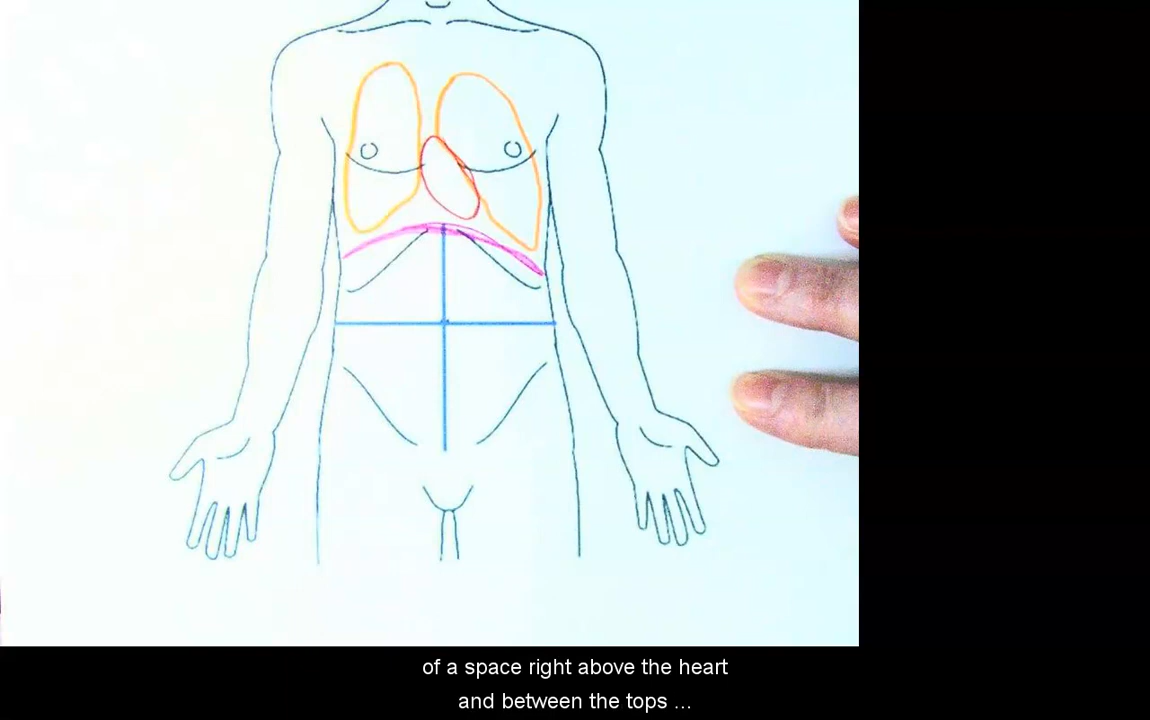 of a space right above the heart
and between the tops ...